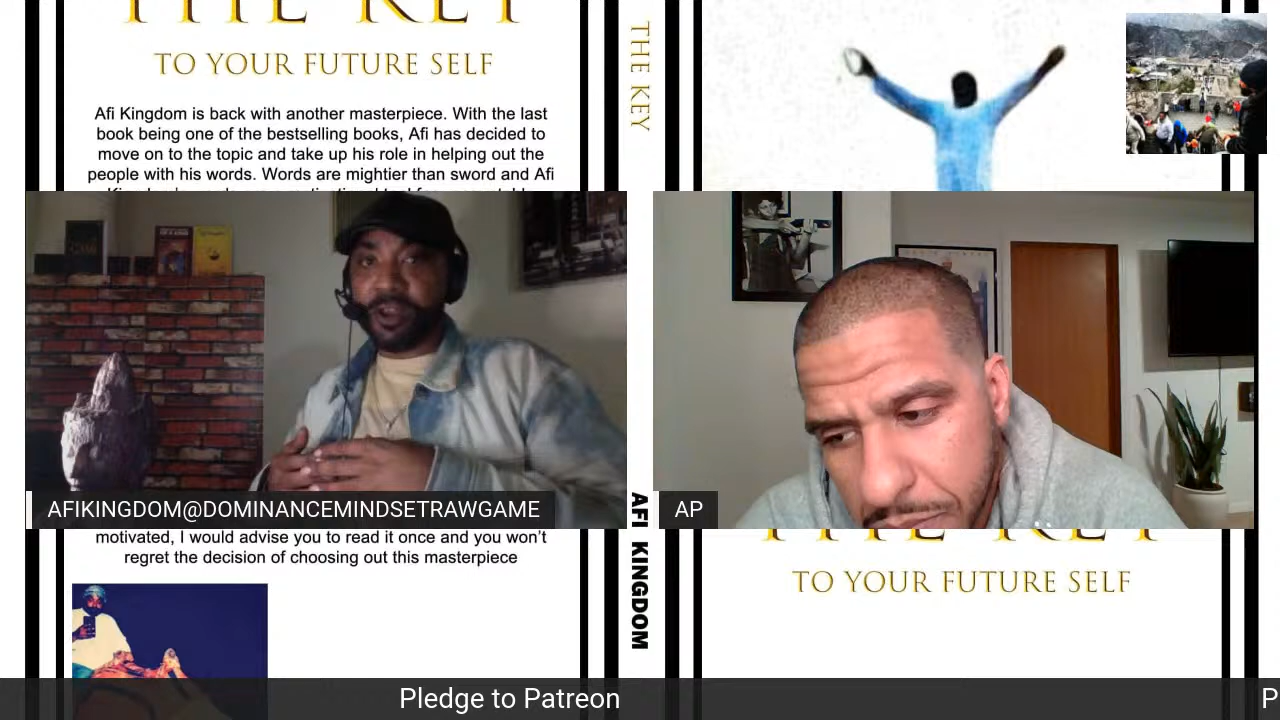 THE KEY
TO YOUR FUTURE SELF
Afi Kingdom is back with another masterpiece. With the last
book being one of the bestselling books, Afi has decided to
move on to the topic and take up his role in helping out the
people with his words. Words are mightier than sword and Afi
THE KEY
AFIKINGDOM@DOMINANCEMINDSETRAWGAME
AP
motivated, I would advise you to read it once and you won't
regret the decision of choosing out this masterpiece
AFI KINGDOM
THE KEY
TO YOUR FUTURE SELF
Pledge to Patreon
P